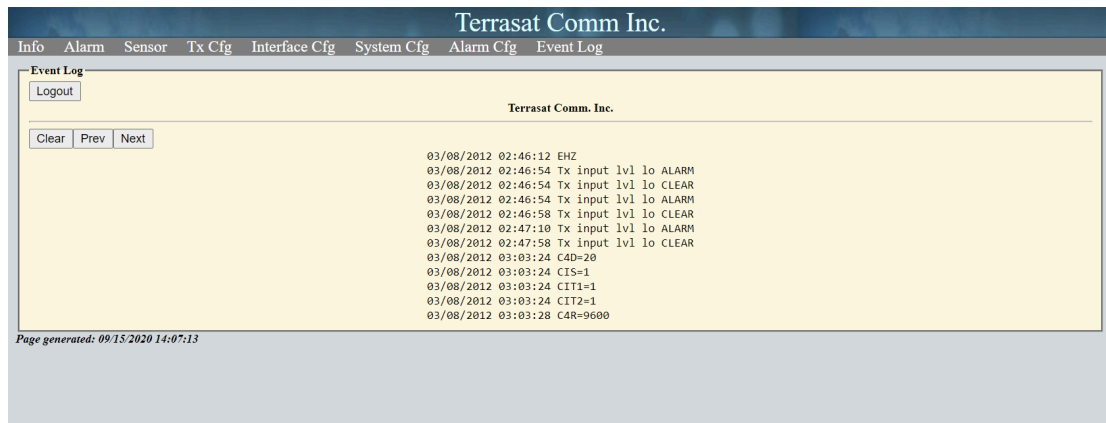 Terrasat Comm Inc.
Info Alarm Sensor Tx Cfg Interface Cfg System Cfg Alarm Cfg Event Log
Event Log
Logout
Terrasat Comm. Inc.
Clear Prev Next
03/08/2012 02:46:12 EHZ
03/08/2012 02:46:54 Tx input lvl lo ALARM
03/08/2012 02:46:54 Tx input lvl lo CLEAR
03/08/2012 02:46:54 Tx input lvl lo ALARM
03/08/2012 02:46:58 Tx input lvl lo CLEAR
03/08/2012 02:47:10 Tx input lvl lo ALARM
03/08/2012 02:47:58 Tx input lvl lo CLEAR
03/08/2012 03:03:24 C4D=20
03/08/2012 03:03:24 CIS=1
03/08/2012 03:03:24 CIT1=1
03/08/2012 03:03:24 CIT2=1
03/08/2012 03:03:28 C4R=9600
Page generated: 09/15/2020 14:07:13